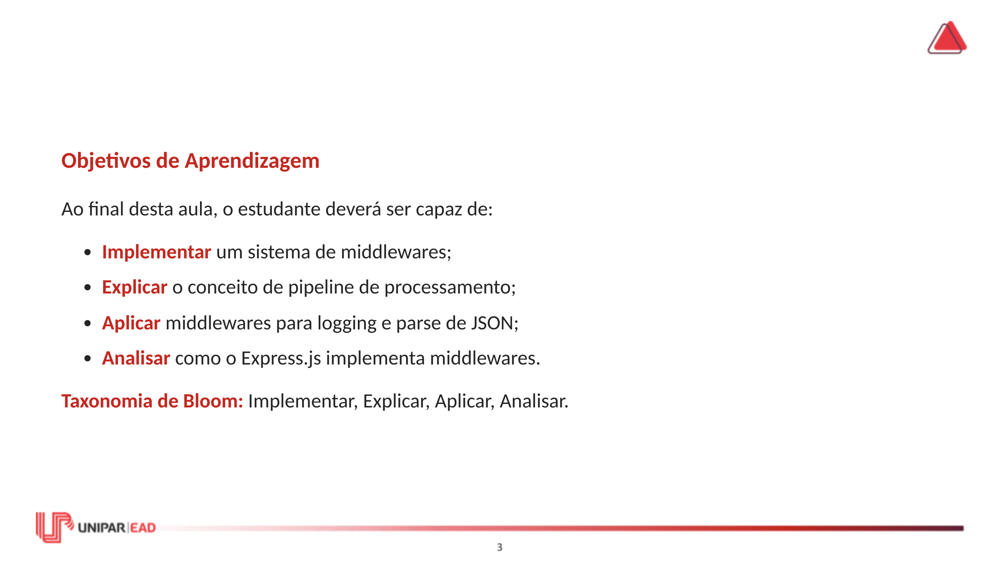 Objetivos de Aprendizagem
Ao final desta aula, o estudante deverá ser capaz de:
• Implementar um sistema de middlewares;
• Explicar o conceito de pipeline de processamento;
• Aplicar middlewares para logging e parse de JSON;
• Analisar como o Express.js implementa middlewares.
Taxonomia de Bloom: Implementar, Explicar, Aplicar, Analisar.
UNIPAR|EAD
3